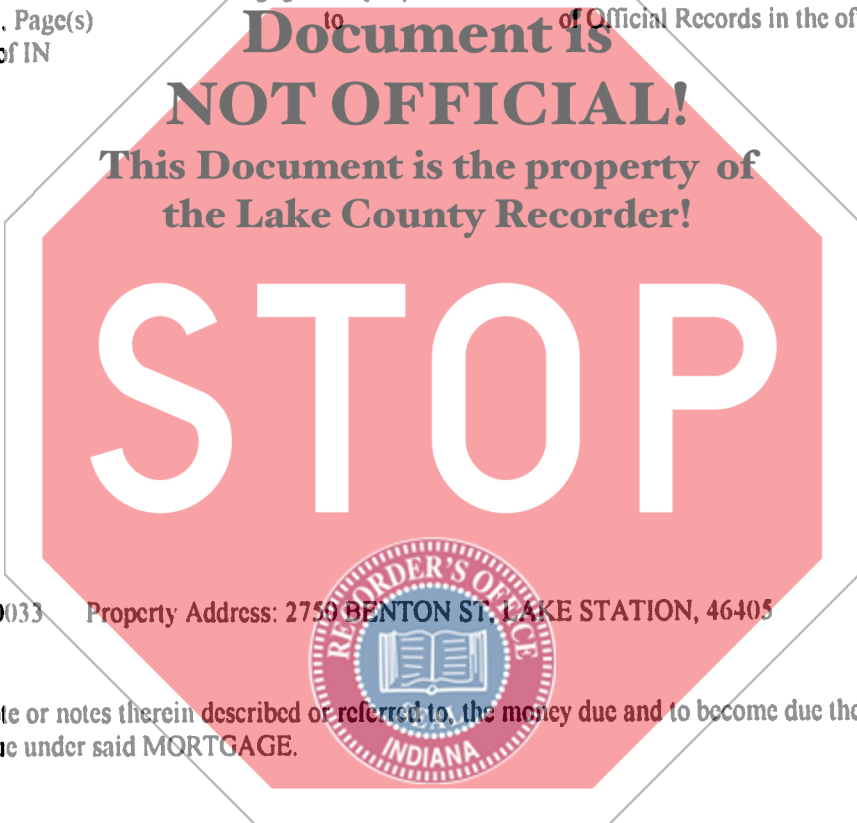 , Page(s) to of Official Records in the of
of IN
Document is
NOT OFFICIAL!
This Document is the property of
the Lake County Recorder!
STOP
RECORDER'S OFFICE
0033 Property Address: 2750 BENTON ST, LAKE STATION, 46405
te or notes therein described or referred to, the money due and to become due the
ue under said MORTGAGE.
INDIANA